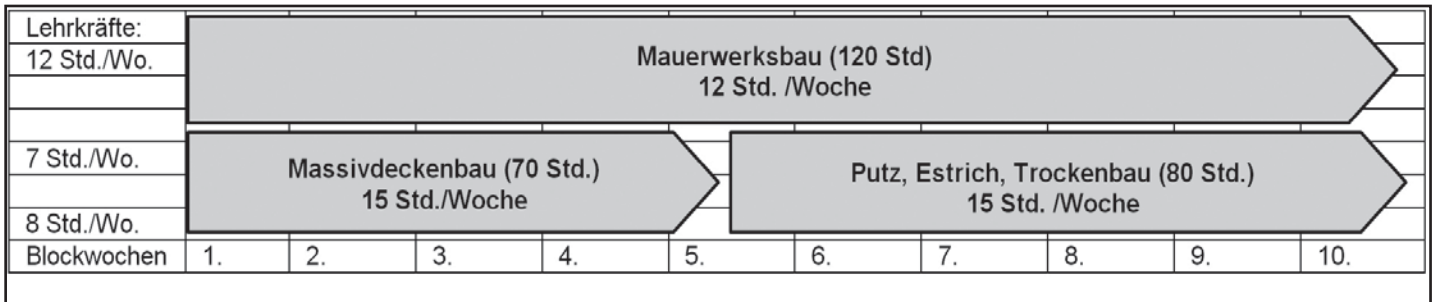 Lehrkräfte:
12 Std./Wo.
Mauerwerksbau (120 Std)
12 Std. /Woche
7 Std./Wo.
8 Std./Wo.
Massivdeckenbau (70 Std.)
15 Std./Woche
Putz, Estrich, Trockenbau (80 Std.)
15 Std. /Woche
Blockwochen 1. 2. 3. 4. 5. 6. 7. 8. 9. 10.